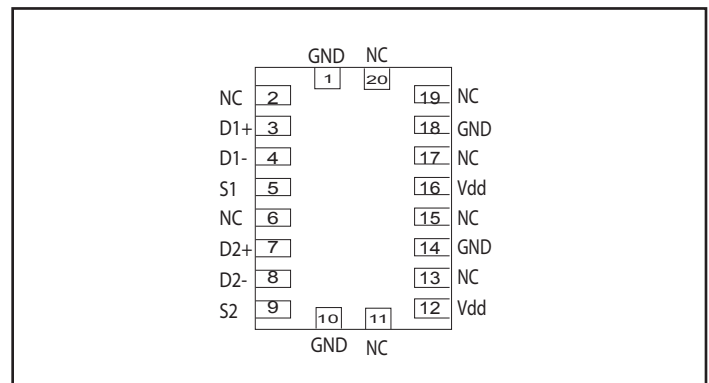 GND NC
1 20
NC 2 19 NC
D1+ 3 18 GND
D1- 4 17 NC
S1 5 16 Vdd
NC 6 15 NC
D2+ 7 14 GND
D2- 8 13 NC
S2 9 12 Vdd
10 11
GND NC